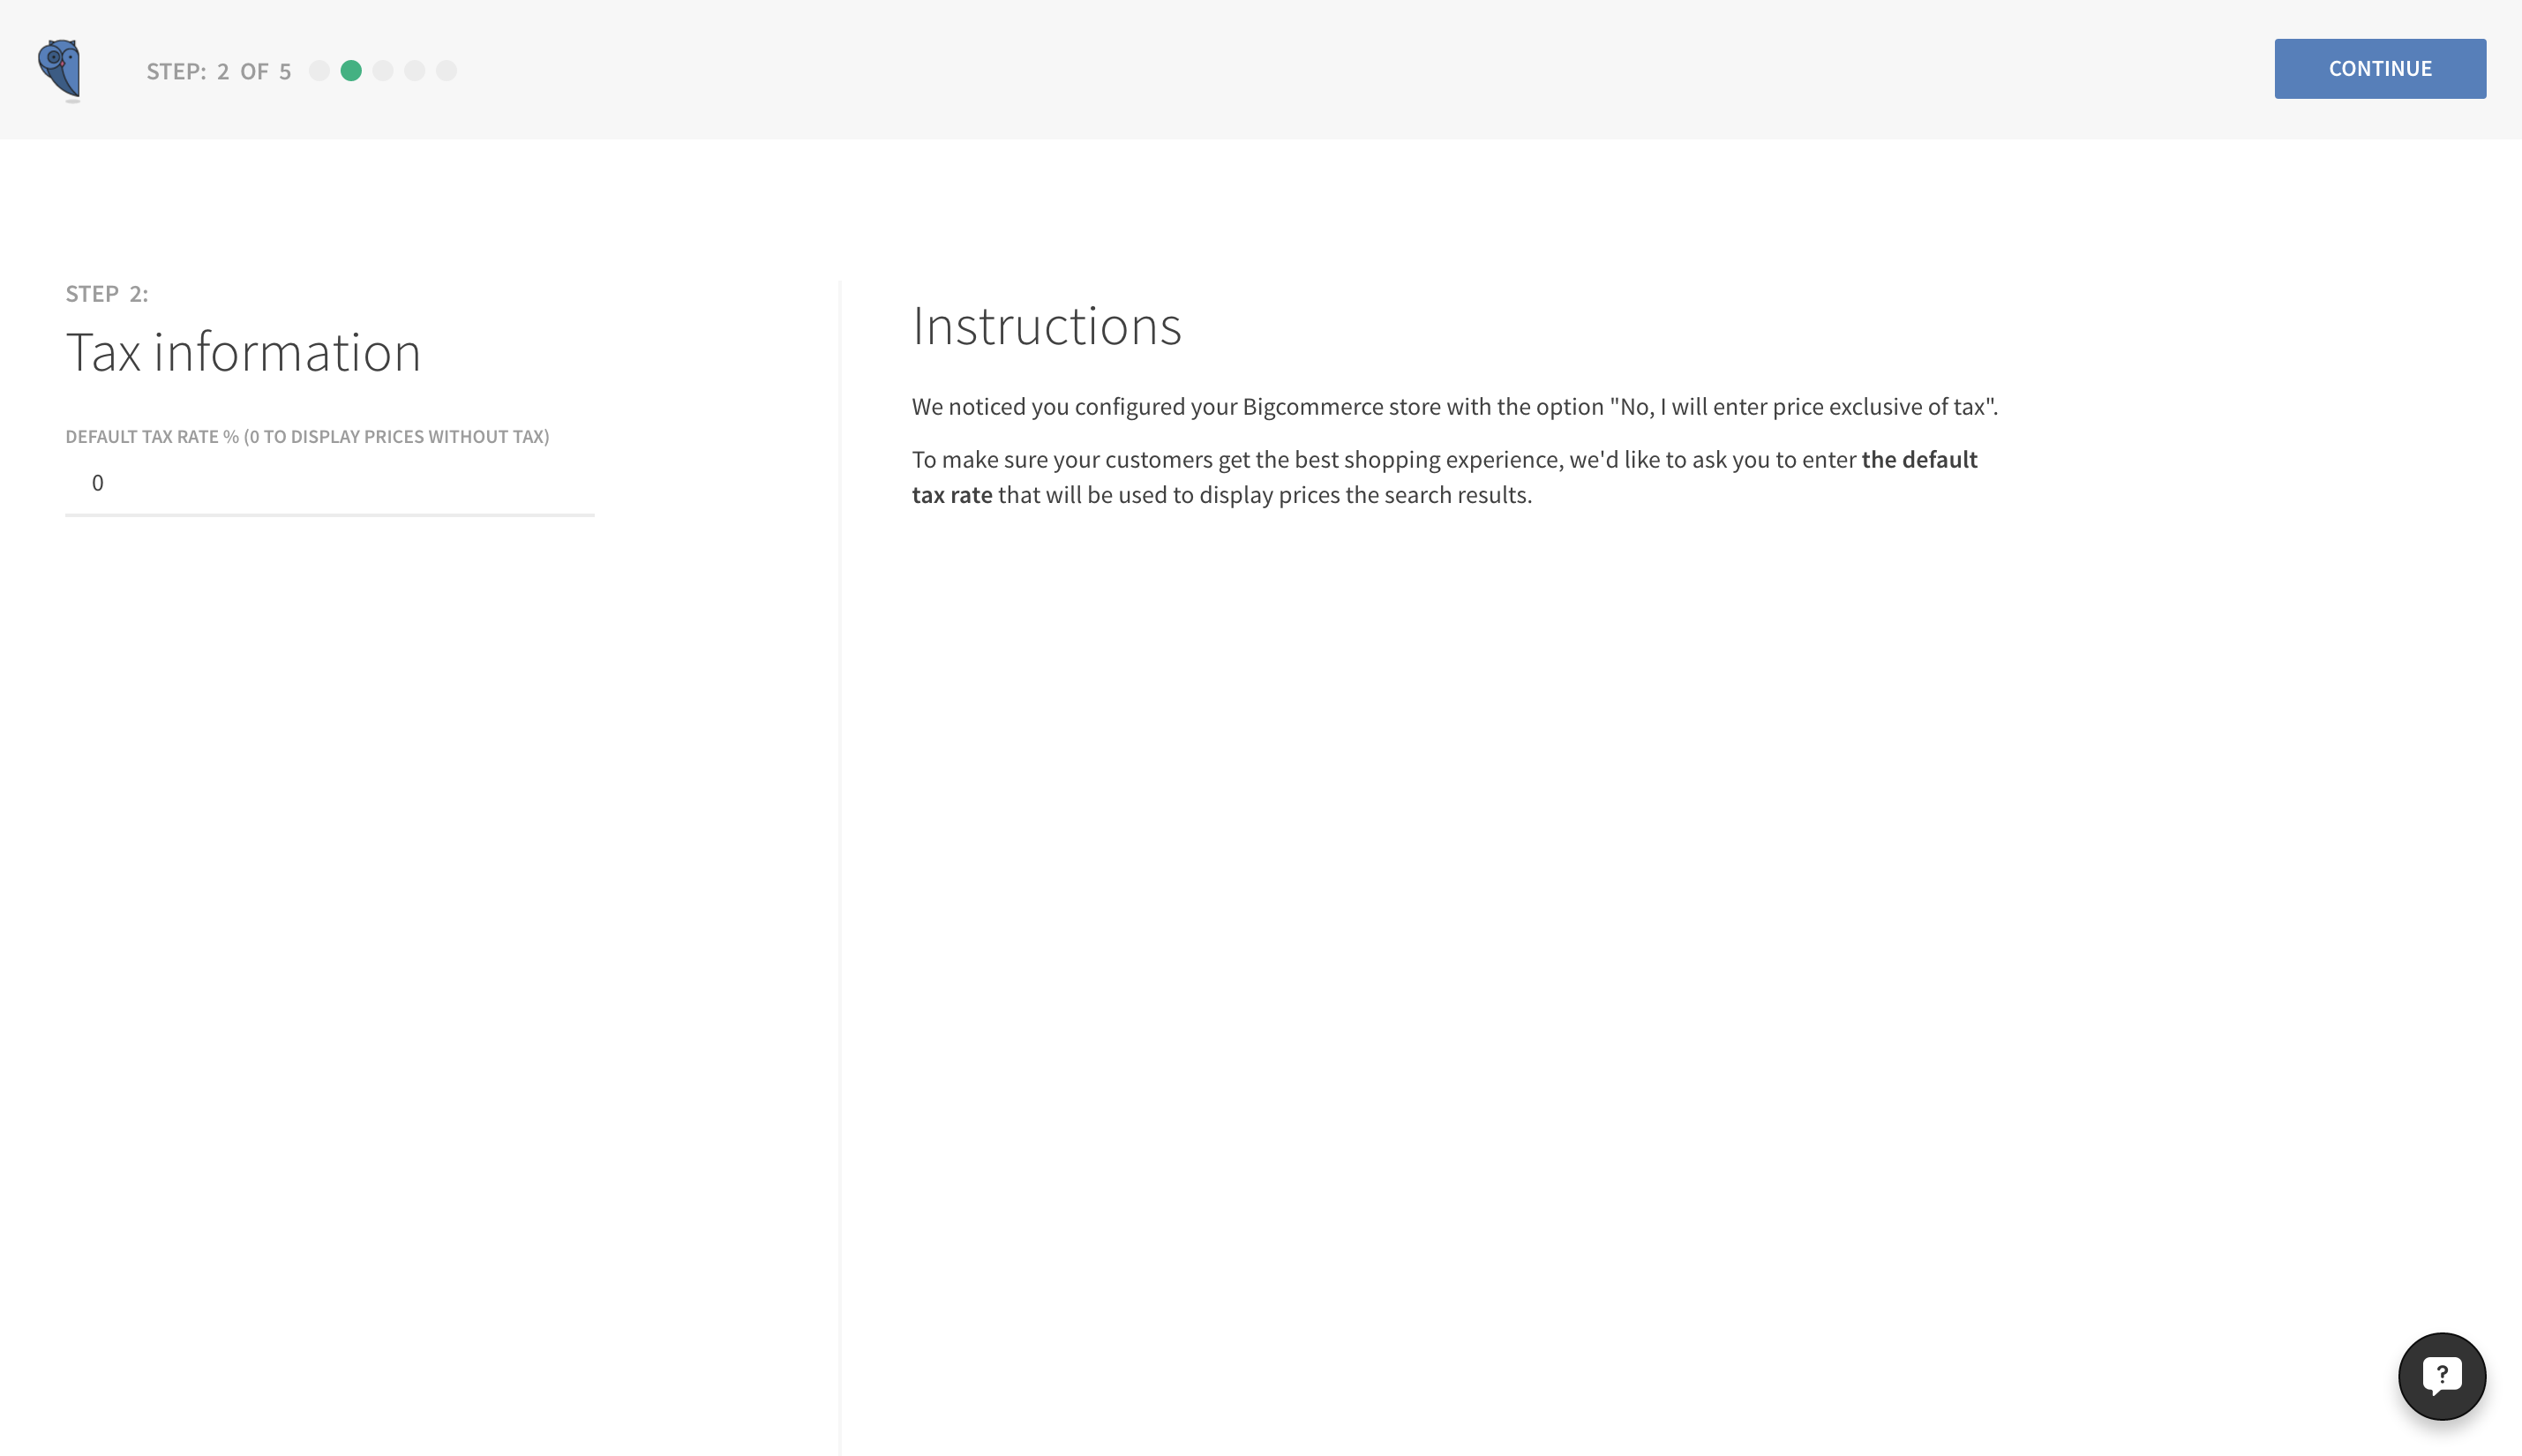 STEP: 2 OF 5
CONTINUE
STEP 2:
Tax information
DEFAULT TAX RATE % (0 TO DISPLAY PRICES WITHOUT TAX)
0
Instructions
We noticed you configured your Bigcommerce store with the option "No, I will enter price exclusive of tax".
To make sure your customers get the best shopping experience, we'd like to ask you to enter the default
tax rate that will be used to display prices the search results.
?